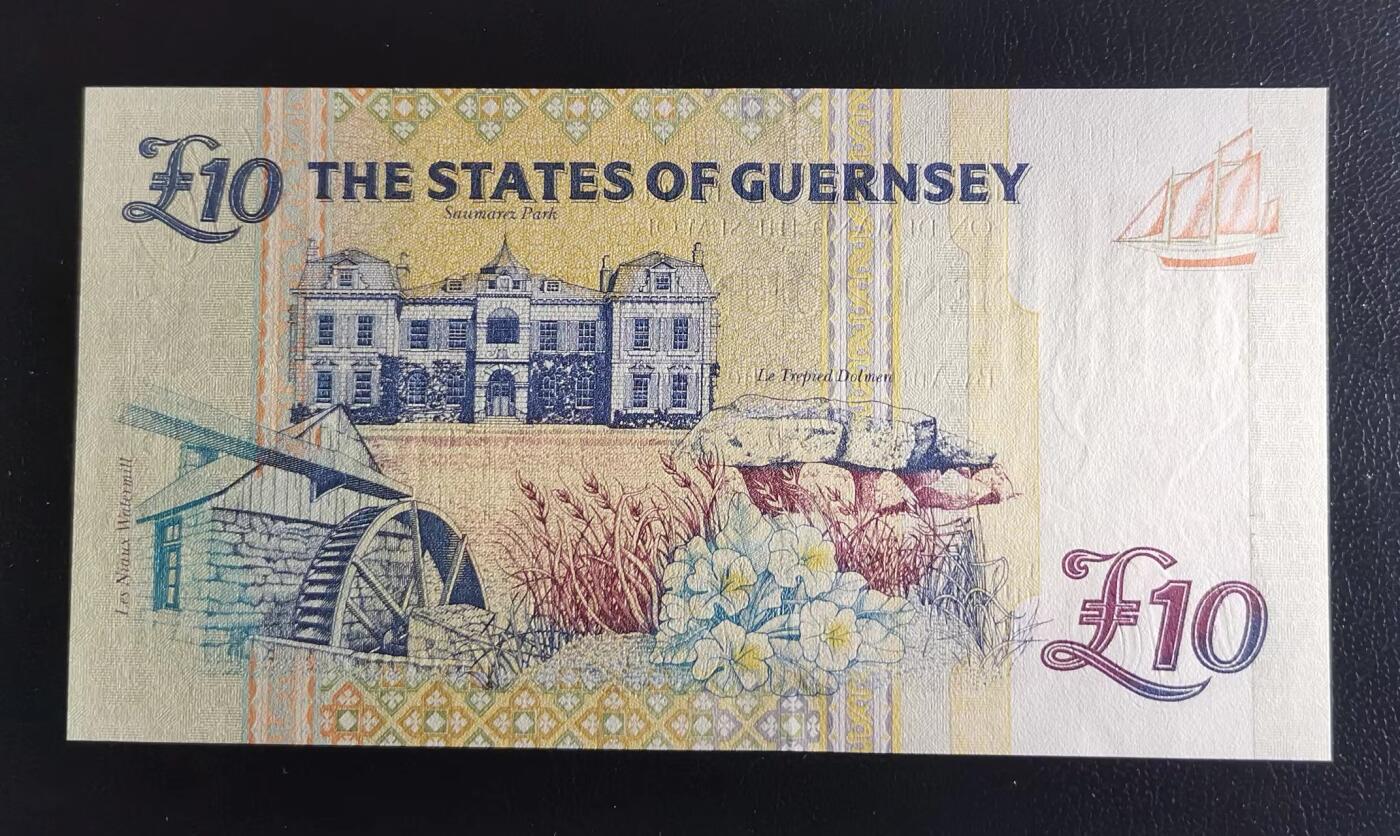 £10 THE STATES OF GUERNSEY
Saumarez Park
Le Trepied Dolmen
Les Niaux Watermill
£10